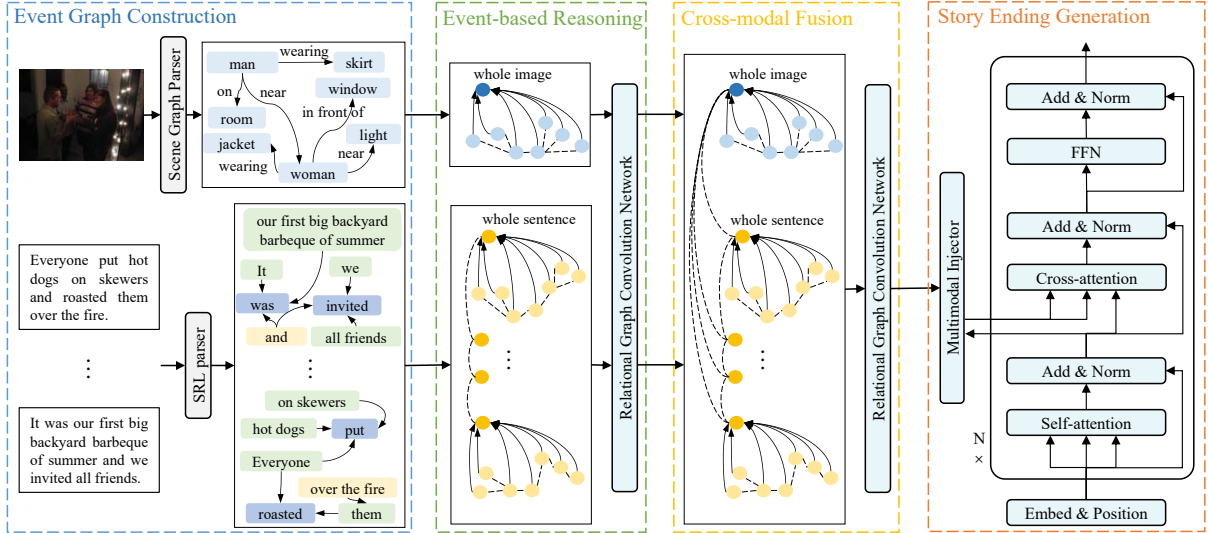 Event Graph Construction
Scene Graph Parser
man
wearing
skirt
on
near
window
room
in front of
jacket
light
wearing
near
woman
Everyone put hot
dogs on skewers
and roasted them
over the fire.
⋮
It was our first big
backyard barbeque
of summer and we
invited all friends.
SRL parser
our first big backyard
barbeque of summer
It
we
was
invited
and
all friends
⋮
on skewers
hot dogs
put
Everyone
over the fire
roasted
them
Event-based Reasoning
whole image
whole sentence
⋮
Relational Graph Convolution Network
Cross-modal Fusion
whole image
whole sentence
⋮
Relational Graph Convolution Network
Story Ending Generation
Multimodal Injector
Add & Norm
FFN
Add & Norm
Cross-attention
Add & Norm
Self-attention
N
×
Embed & Position